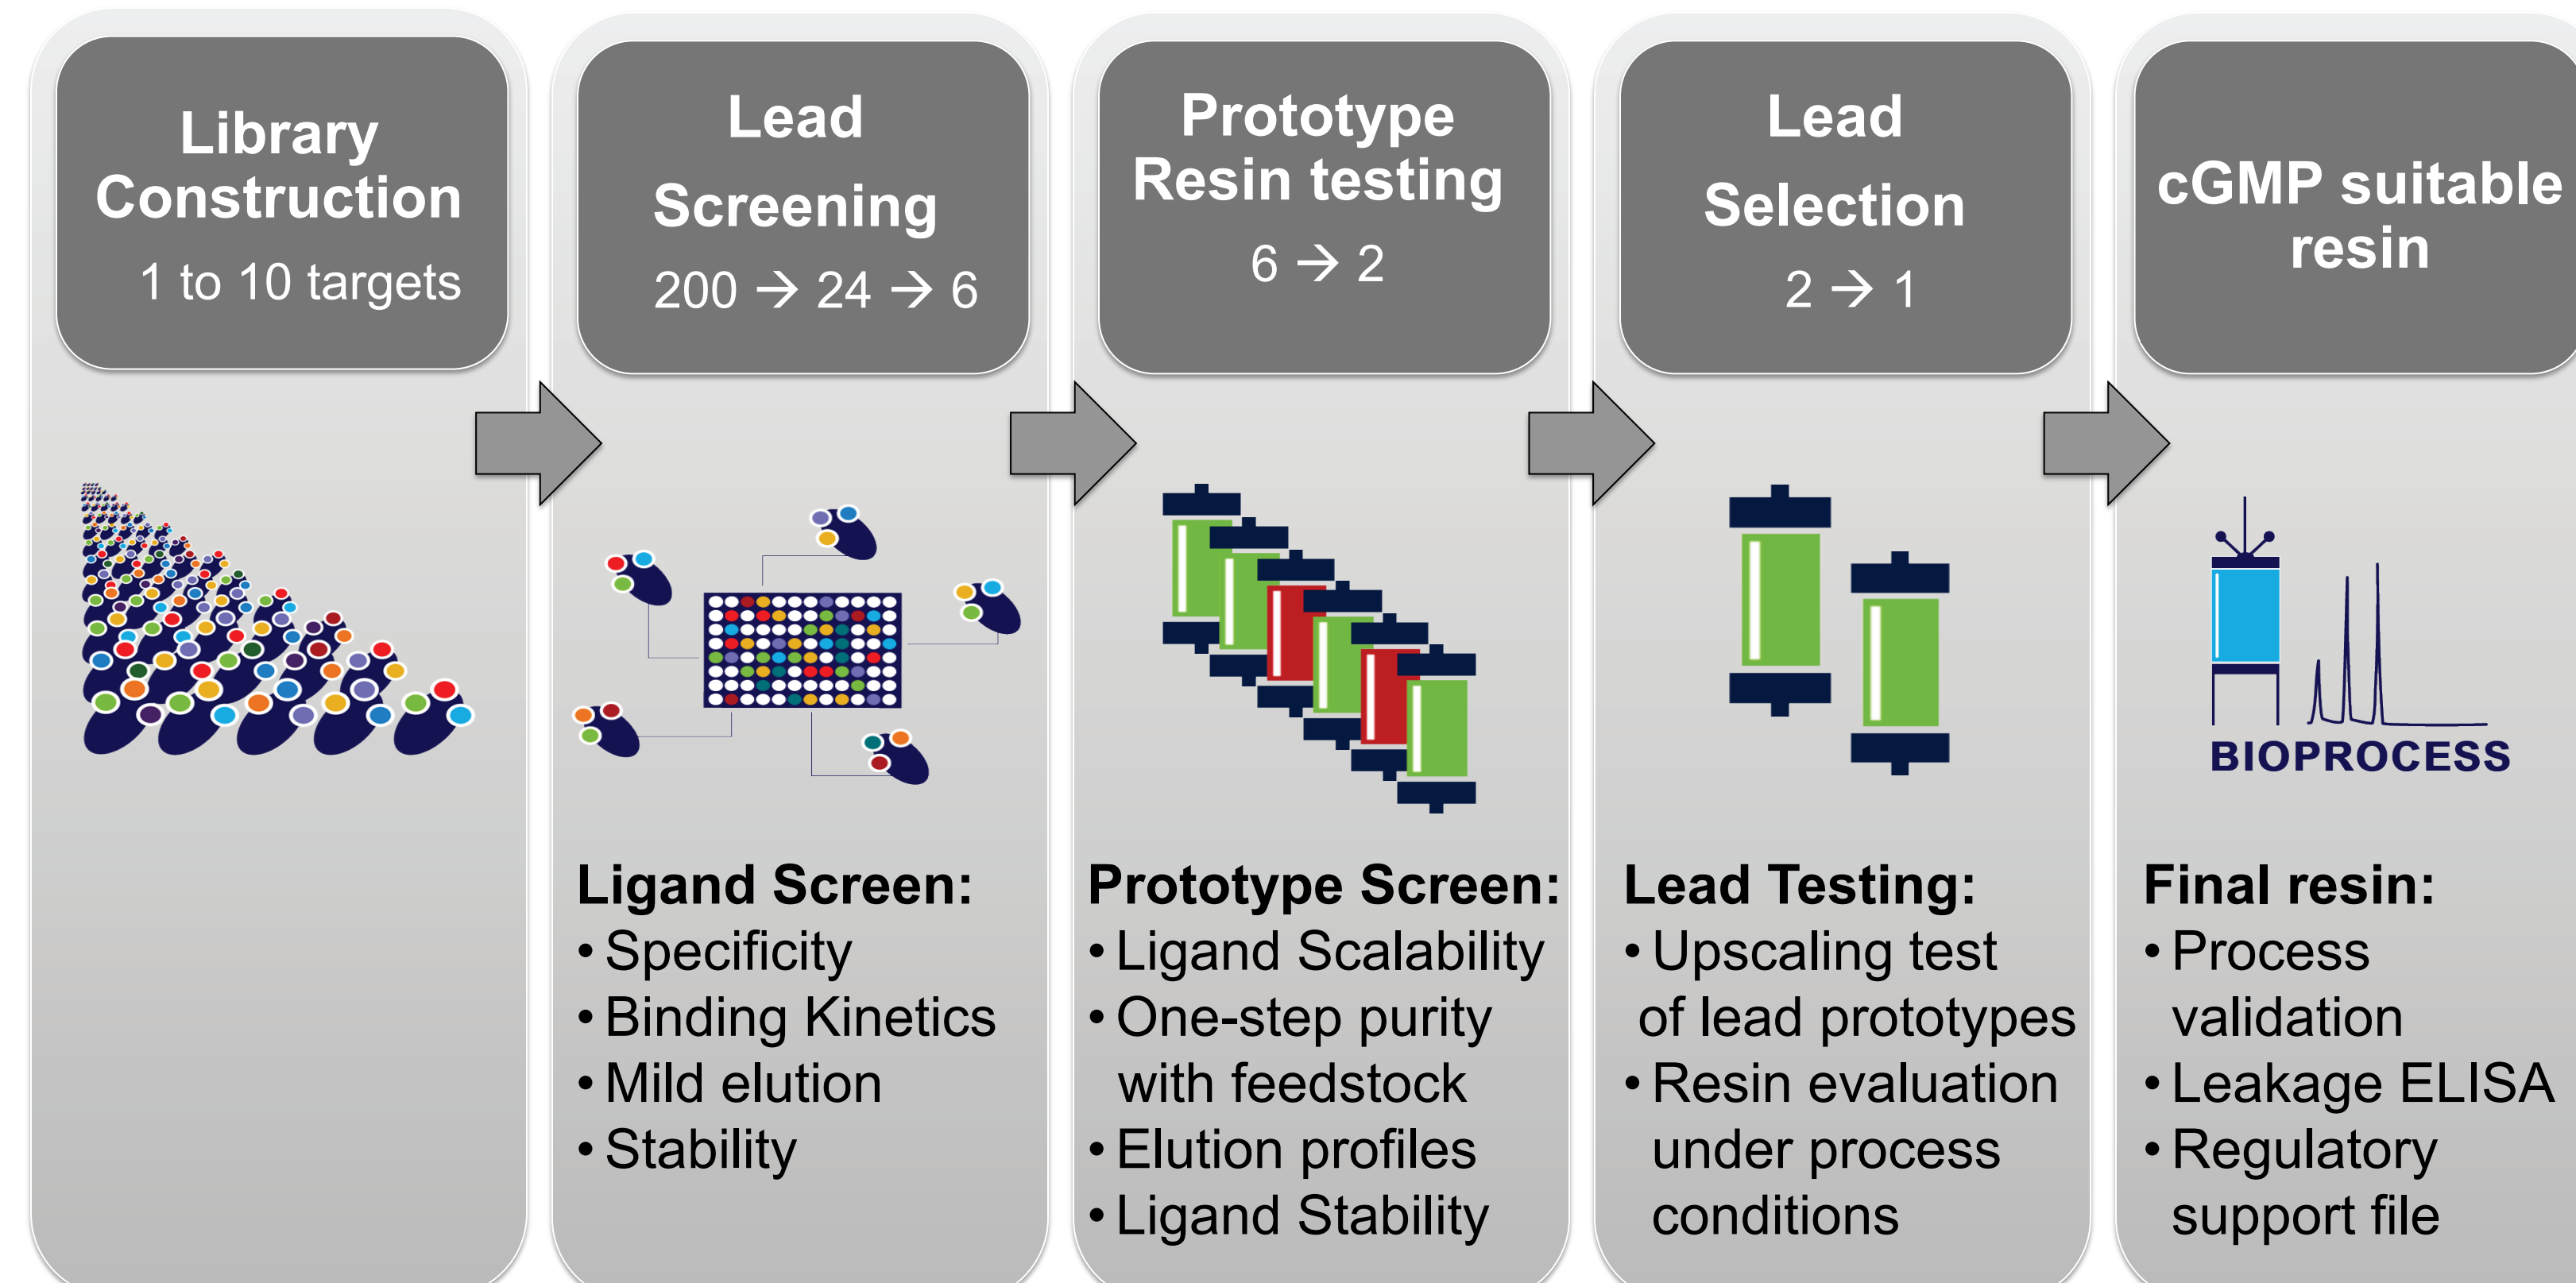 Library
Construction
1 to 10 targets
Lead
Screening
200 → 24 → 6
Prototype
Resin testing
6 → 2
Lead
Selection
2 → 1
cGMP suitable
resin
BIOPROCESS
Ligand Screen:
• Specificity
• Binding Kinetics
• Mild elution
• Stability
Prototype Screen:
• Ligand Scalability
• One-step purity
with feedstock
• Elution profiles
• Ligand Stability
Lead Testing:
• Upscaling test
of lead prototypes
• Resin evaluation
under process
conditions
Final resin:
• Process
validation
• Leakage ELISA
• Regulatory
support file